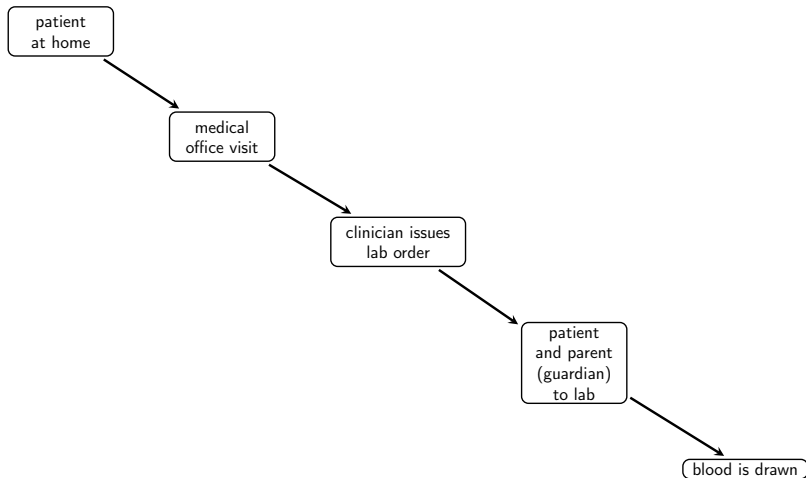 patient
at home
medical
office visit
clinician issues
lab order
patient
and parent
(guardian)
to lab
blood is drawn